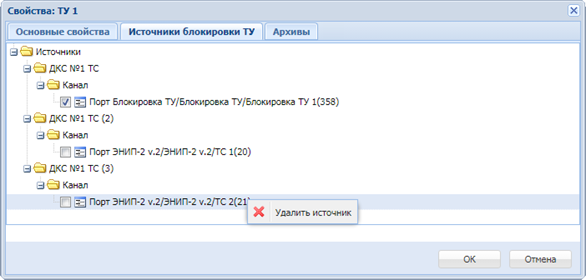 Свойства: ТУ 1
Основные свойства Источники блокировки ТУ Архивы
Источники
ДКС №1 ТС
Канал
Порт Блокировка ТУ/Блокировка ТУ/Блокировка ТУ 1(358)
ДКС №1 ТС (2)
Канал
Порт ЭНИП-2 v.2/ЭНИП-2 v.2/ТС 1(20)
ДКС №1 ТС (3)
Канал
Порт ЭНИП-2 v.2/ЭНИП-2 v.2/ТС 2(21)
Удалить источник
ОК Отмена